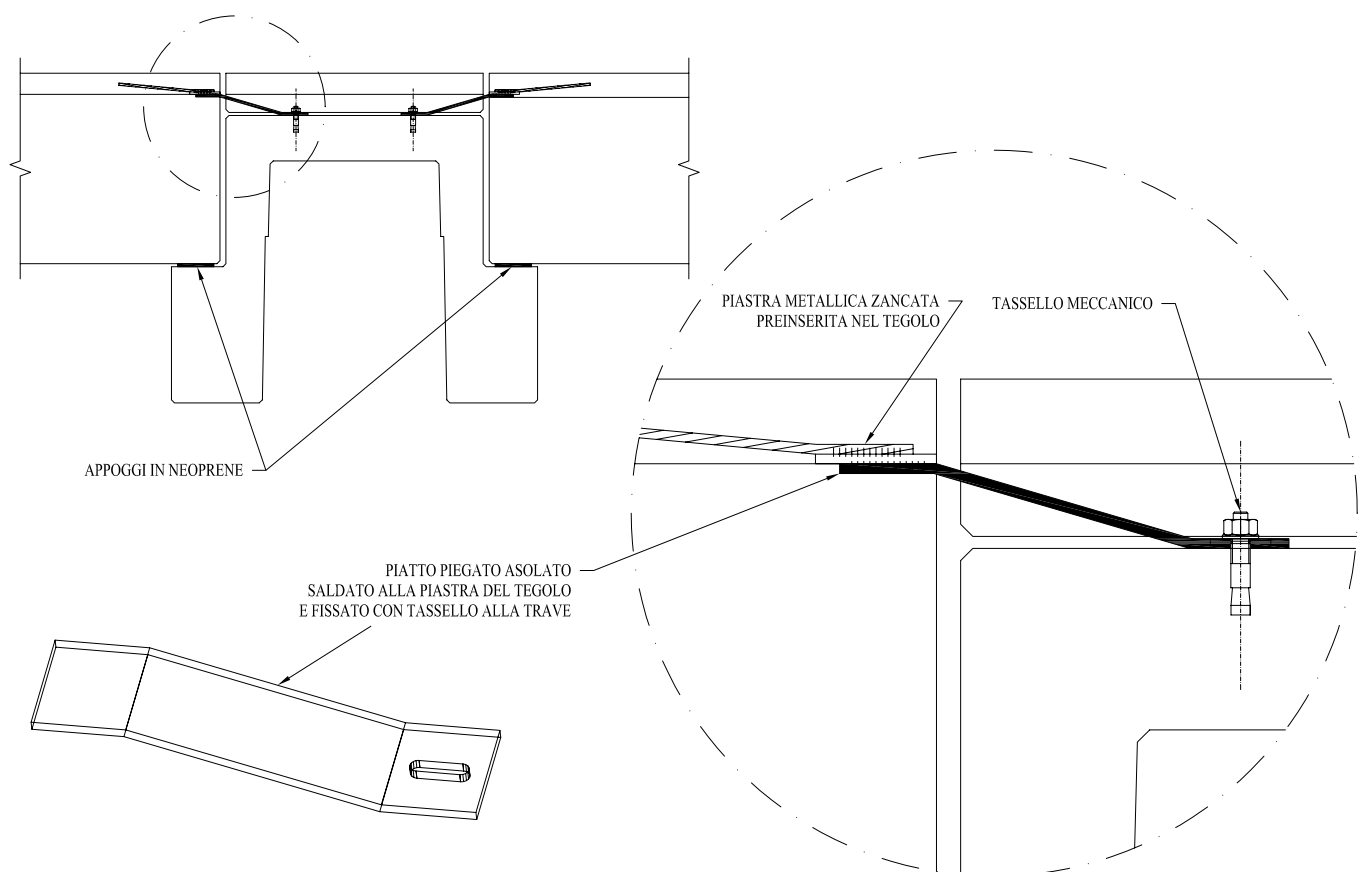 PIASTRA METALLICA ZANCATA
PREINSERITA NEL TEGOLO
TASSELLO MECCANICO
APPOGGI IN NEOPRENE
PIATTO PIEGATO ASOLATO
SALDATO ALLA PIASTRA DEL TEGOLO
E FISSATO CON TASSELLO ALLA TRAVE